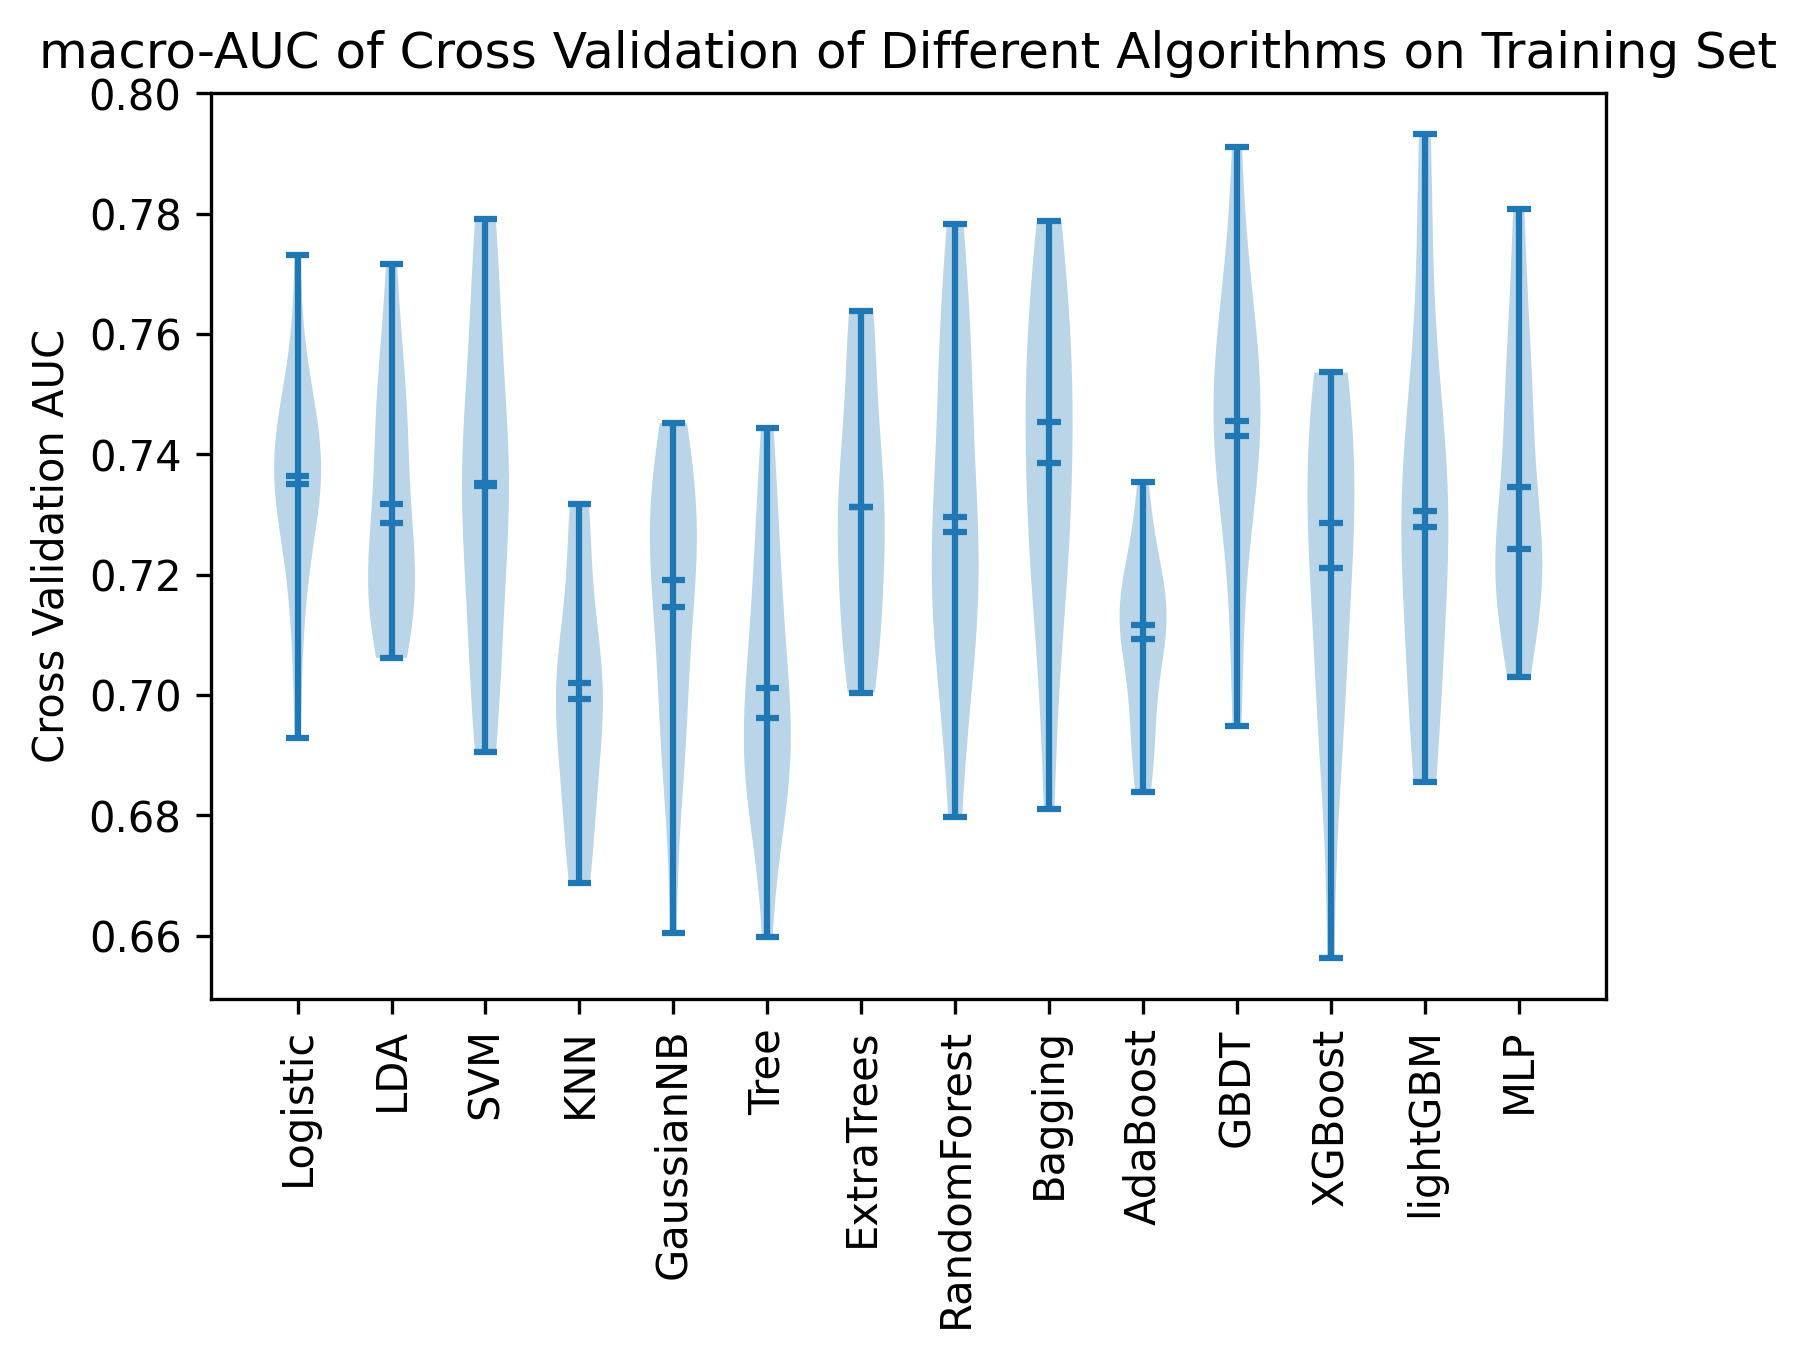 macro-AUC of Cross Validation of Different Algorithms on Training Set
Cross Validation AUC
0.80
0.78
0.76
0.74
0.72
0.70
0.68
0.66
Logistic
LDA
SVM
KNN
GaussianNB
Tree
ExtraTrees
RandomForest
Bagging
AdaBoost
GBDT
XGBoost
lightGBM
MLP